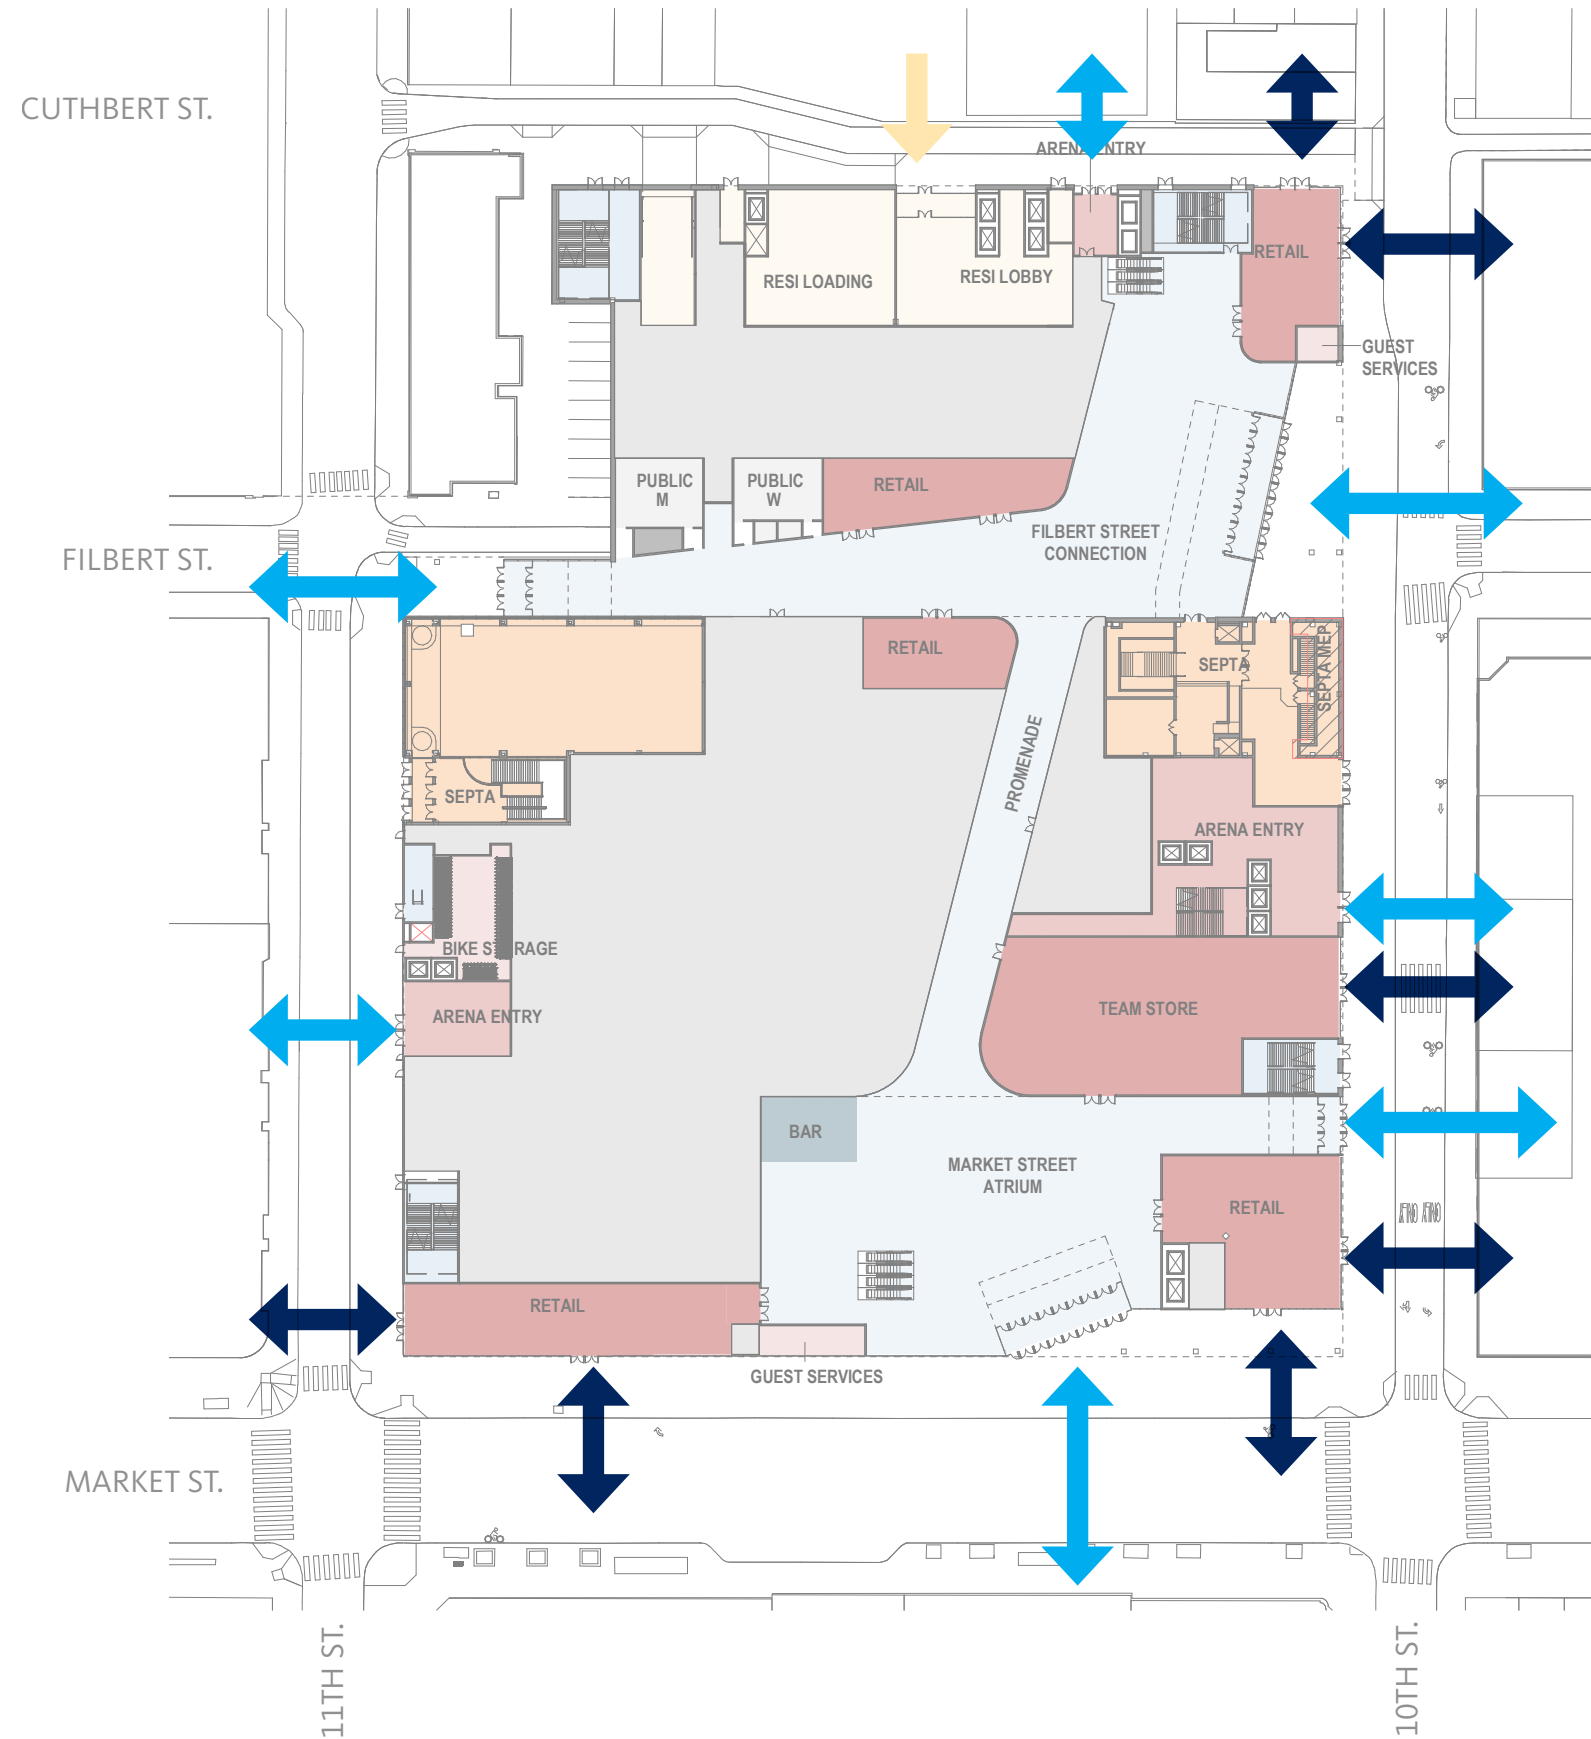 CUTHBERT ST.
ARENA ENTRY
RETAIL
RESI LOADING
RESI LOBBY
GUEST
SERVICES
PUBLIC
M
PUBLIC
W
RETAIL
FILBERT STREET
CONNECTION
FILBERT ST.
RETAIL
SEPTA
SEPTA MEP
PROMENADE
SEPTA
ARENA ENTRY
BIKE STORAGE
ARENA ENTRY
TEAM STORE
BAR
MARKET STREET
ATRIUM
RETAIL
ONLY ONLY
RETAIL
GUEST SERVICES
MARKET ST.
11TH ST.
10TH ST.